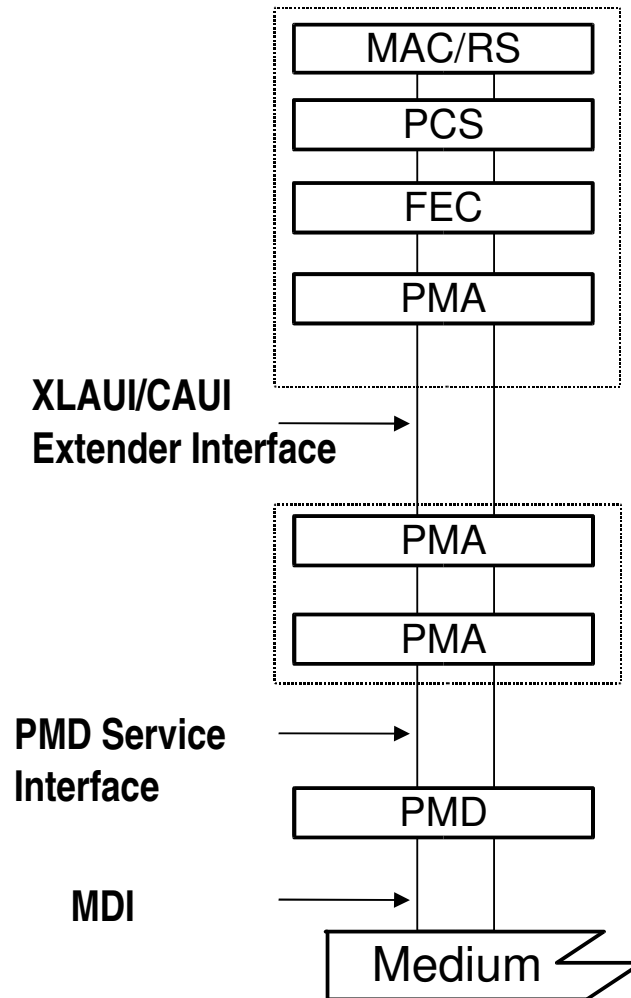 MAC/RS
PCS
FEC
PMA
XLAUI/CAUI
Extender Interface
PMA
PMA
PMD Service
Interface
PMD
MDI
Medium